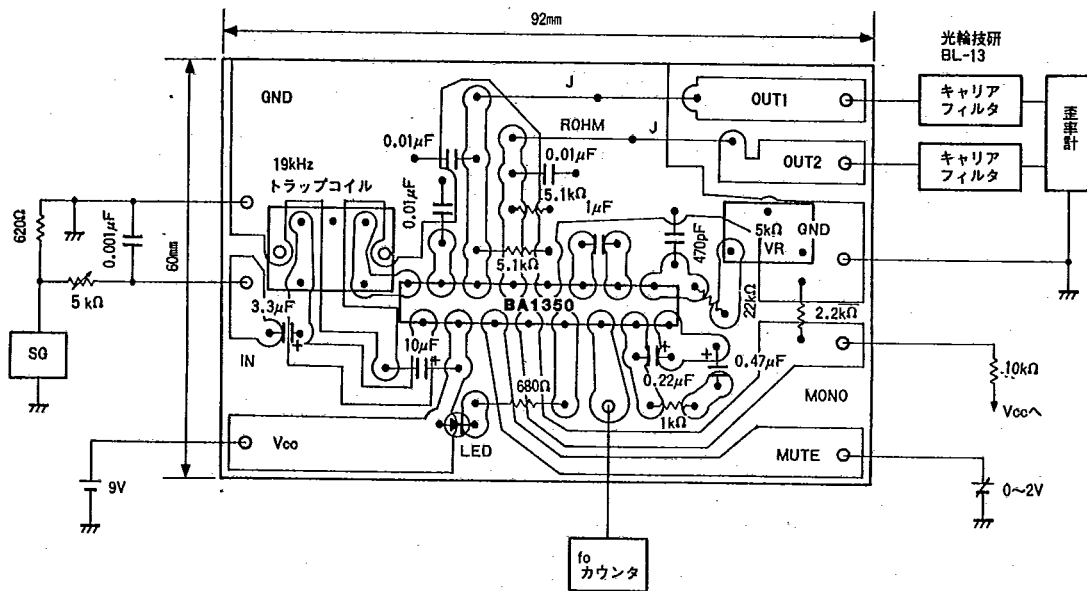 92mm
光輪技研
BL-13
GND
J
OUT1
キャリア
フィルタ
歪率計
ROHM
J
OUT2
キャリア
フィルタ
0.01μF
0.01μF
19kHz
トラップコイル
0.01μF
5.1kΩ
1μF
620Ω
0.001μF
60mm
470pF
5kΩ
VR
GND
5.1kΩ
5kΩ
BA1350
22kΩ
2.2kΩ
3.3μF
+
SG
IN
10μF
+
+
+
0.22μF
0.47μF
10kΩ
680Ω
MONO
Vccへ
1kΩ
Vcc
LED
MUTE
9V
0〜2V
fo
カウンタ